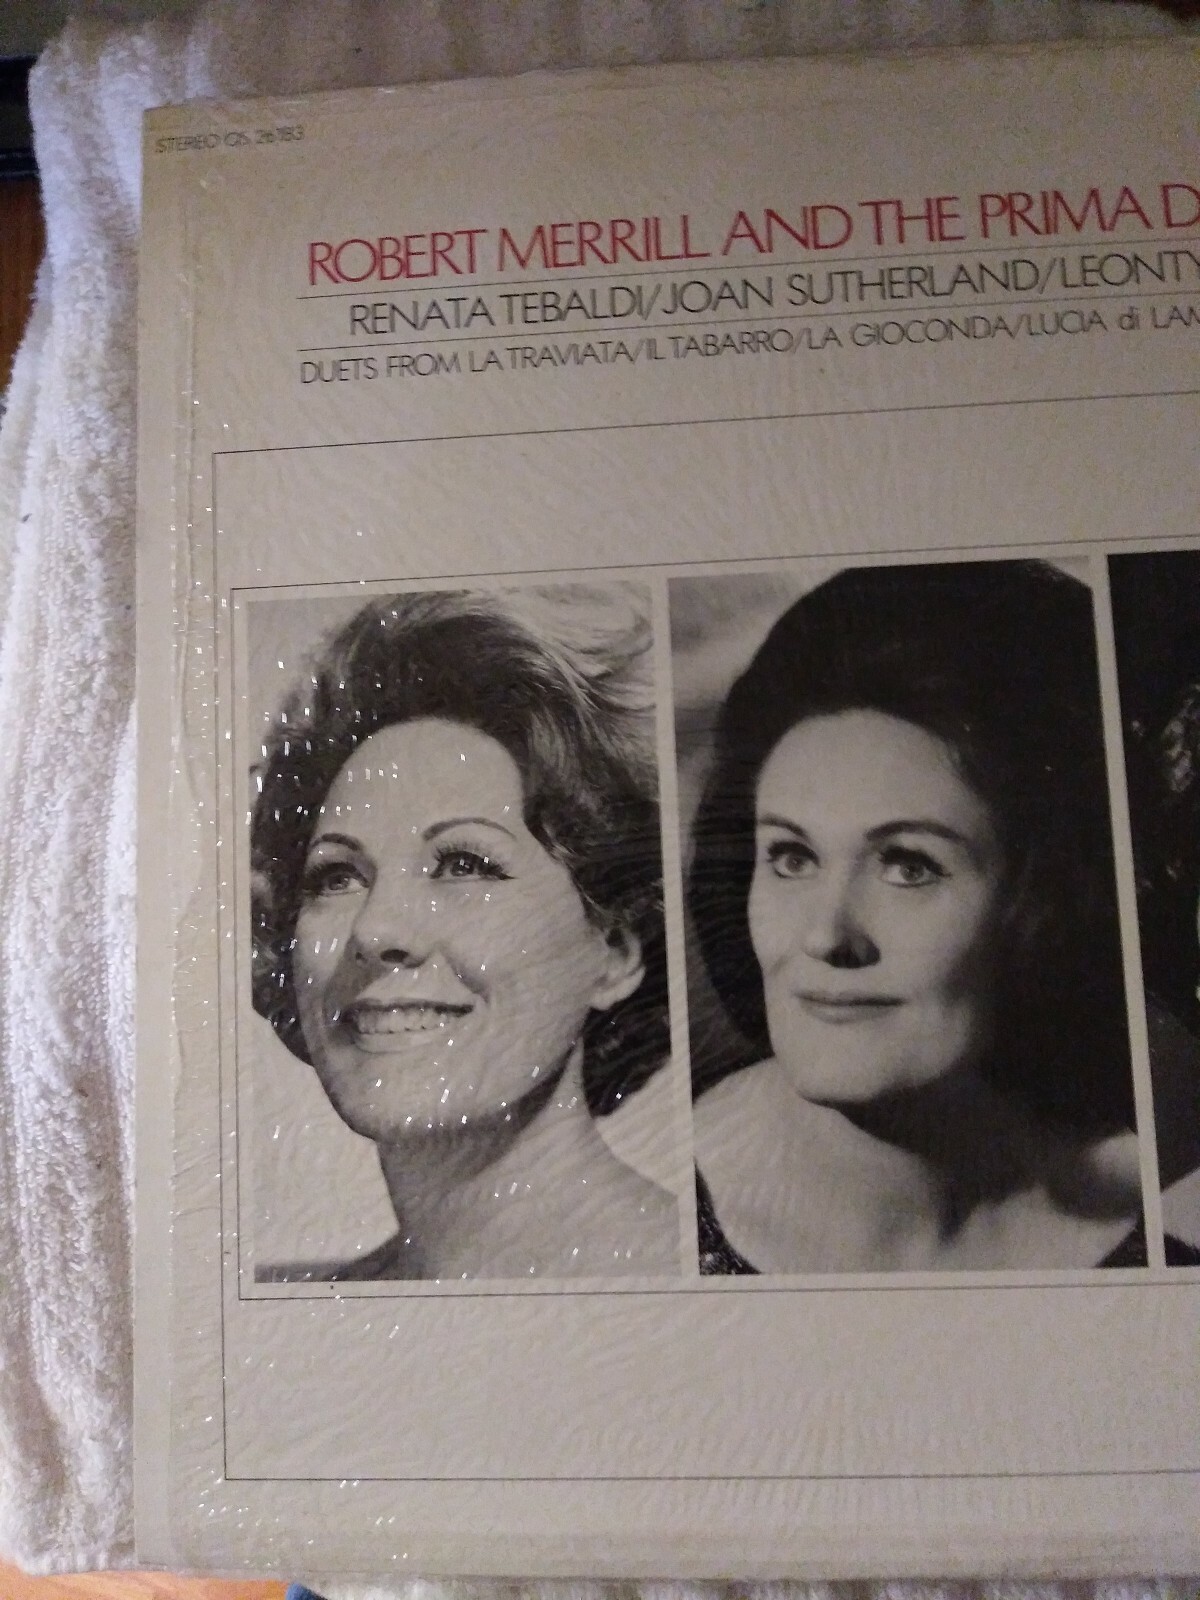 STEREO OS 26183
ROBERT MERRILL AND THE PRIMA D
RENATA TEBALDI/JOAN SUTHERLAND/LEONTY
DUETS FROM LA TRAVIATA/IL TABARRO/LA GIOCONDA/LUCIA di LAM